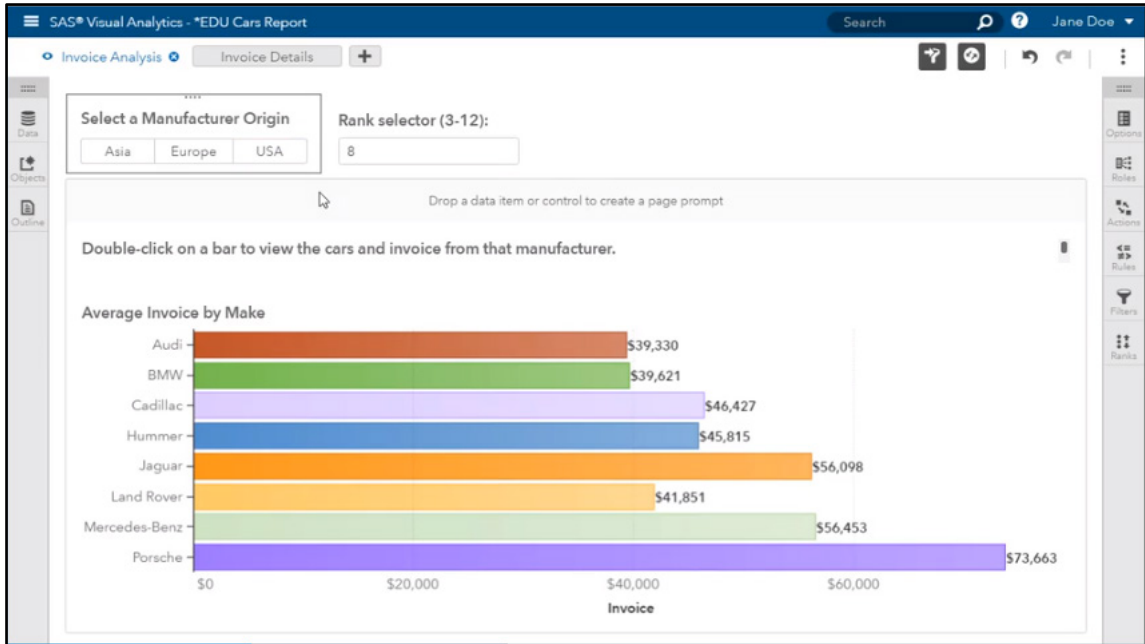 SAS® Visual Analytics - *EDU Cars Report
Search
?
Jane Doe
Invoice Analysis
Invoice Details
+
Data
Objects
Outline
Select a Manufacturer Origin
Asia Europe USA
Rank selector (3-12):
8
Drop a data item or control to create a page prompt
Double-click on a bar to view the cars and invoice from that manufacturer.
Average Invoice by Make
Audi $39,330
BMW $39,621
Cadillac $46,427
Hummer $45,815
Jaguar $56,098
Land Rover $41,851
Mercedes-Benz $56,453
Porsche $73,663
$0 $20,000 $40,000 $60,000
Invoice
Options
Roles
Actions
Rules
Filters
Ranks